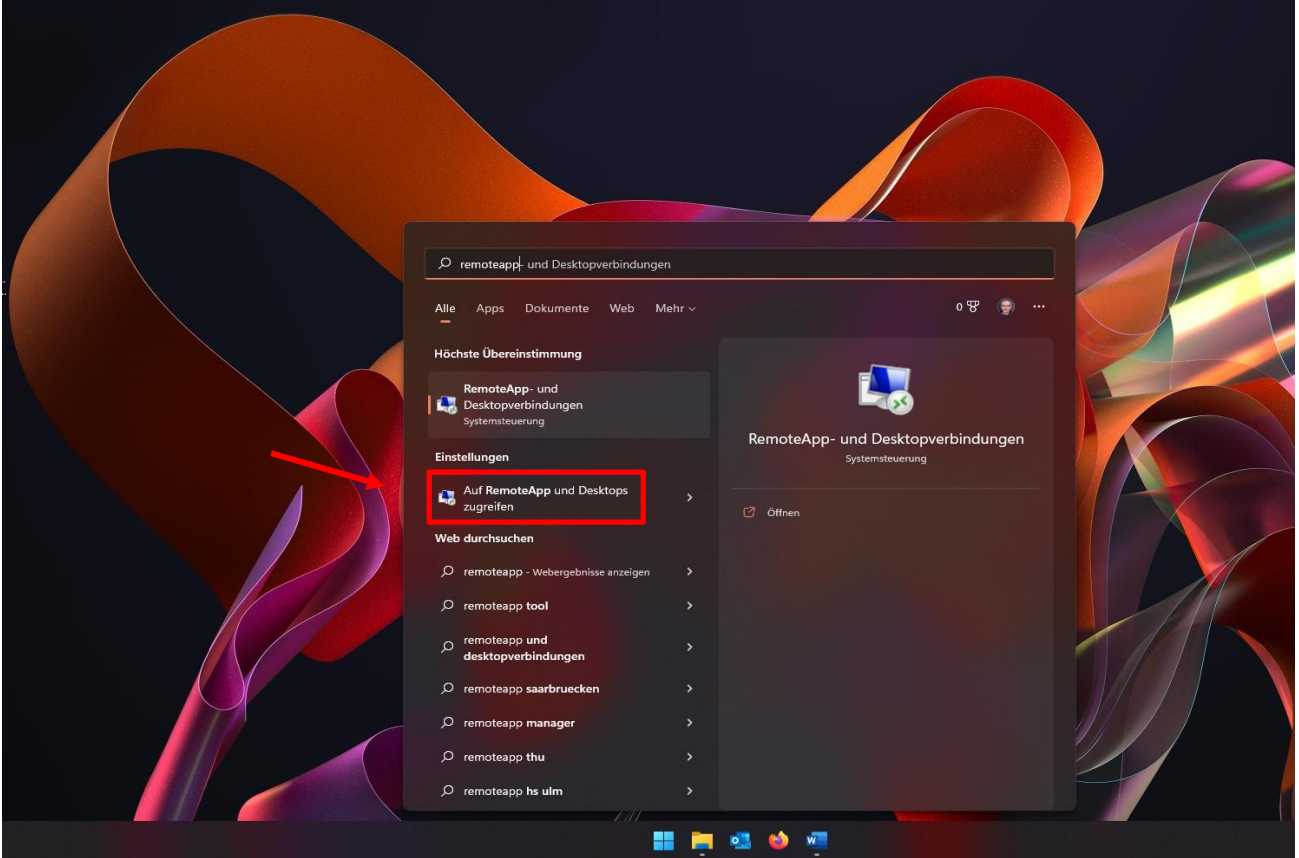 remoteapp- und Desktopverbindungen
Alle Apps Dokumente Web Mehr
0
Höchste Übereinstimmung
RemoteApp- und
Desktopverbindungen
Systemsteuerung
Einstellungen
Auf RemoteApp und Desktops
zugreifen
Web durchsuchen
remoteapp - Webergebnisse anzeigen
remoteapp tool
remoteapp und
desktopverbindungen
remoteapp saarbruecken
remoteapp manager
remoteapp thu
remoteapp hs ulm
RemoteApp- und Desktopverbindungen
Systemsteuerung
Öffnen